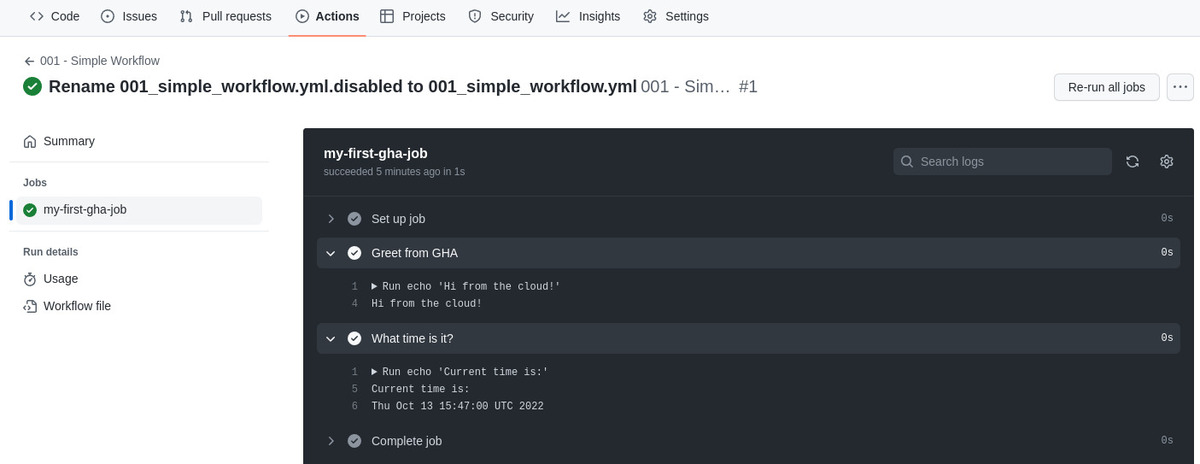 Code Issues Pull requests Actions Projects Security Insights Settings
001 - Simple Workflow
Rename 001_simple_workflow.yml.disabled to 001_simple_workflow.yml 001 - Sim… #1
Re-run all jobs
Summary
Jobs
my-first-gha-job
Run details
Usage
Workflow file
my-first-gha-job
succeeded 5 minutes ago in 1s
Search logs
Set up job 0s
Greet from GHA 0s
1 Run echo 'Hi from the cloud!'
4 Hi from the cloud!
What time is it? 0s
1 Run echo 'Current time is:'
5 Current time is:
6 Thu Oct 13 15:47:00 UTC 2022
Complete job 0s